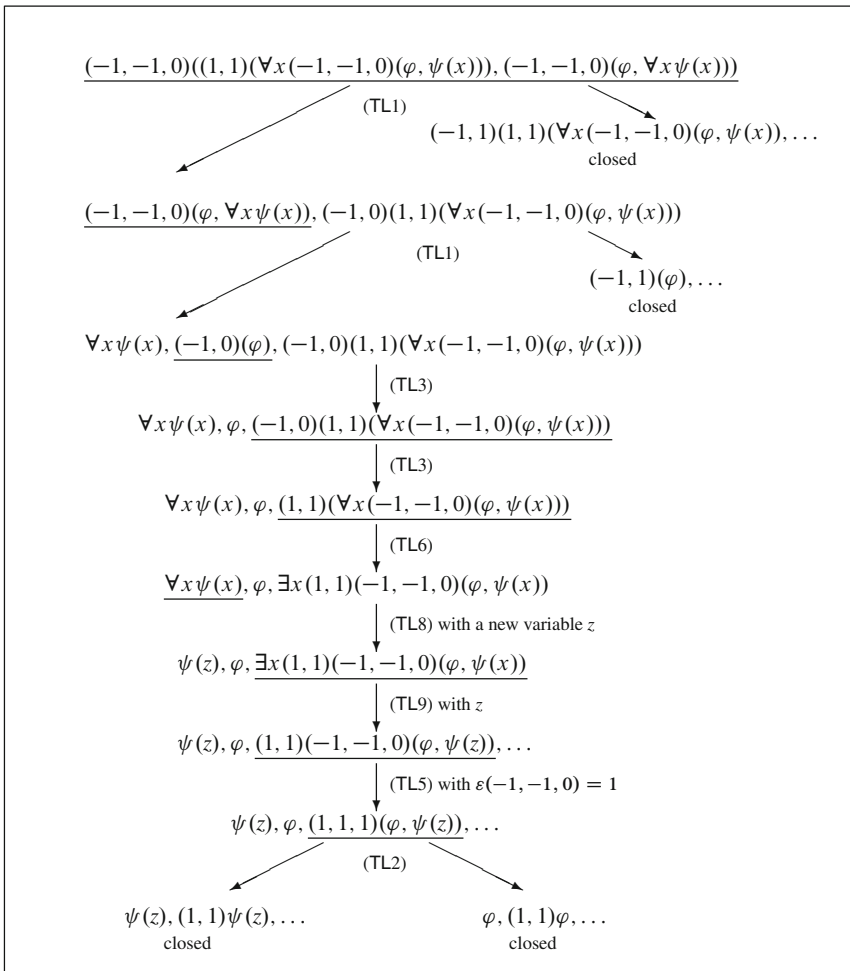 (−1, −1, 0)((1, 1)(∀x(−1, −1, 0)(φ, ψ(x))), (−1, −1, 0)(φ, ∀xψ(x)))
(TL1)
(−1, 1)(1, 1)(∀x(−1, −1, 0)(φ, ψ(x)), . . .
closed
(−1, −1, 0)(φ, ∀xψ(x)), (−1, 0)(1, 1)(∀x(−1, −1, 0)(φ, ψ(x)))
(TL1)
(−1, 1)(φ), . . .
closed
∀xψ(x), (−1, 0)(φ), (−1, 0)(1, 1)(∀x(−1, −1, 0)(φ, ψ(x)))
(TL3)
∀xψ(x), φ, (−1, 0)(1, 1)(∀x(−1, −1, 0)(φ, ψ(x)))
(TL3)
∀xψ(x), φ, (1, 1)(∀x(−1, −1, 0)(φ, ψ(x)))
(TL6)
∀xψ(x), φ, ∃x(1, 1)(−1, −1, 0)(φ, ψ(x))
(TL8) with a new variable z
ψ(z), φ, ∃x(1, 1)(−1, −1, 0)(φ, ψ(x))
(TL9) with z
ψ(z), φ, (1, 1)(−1, −1, 0)(φ, ψ(z)), . . .
(TL5) with ε(−1, −1, 0) = 1
ψ(z), φ, (1, 1, 1)(φ, ψ(z)), . . .
(TL2)
ψ(z), (1, 1)ψ(z), . . .
closed
φ, (1, 1)φ, . . .
closed